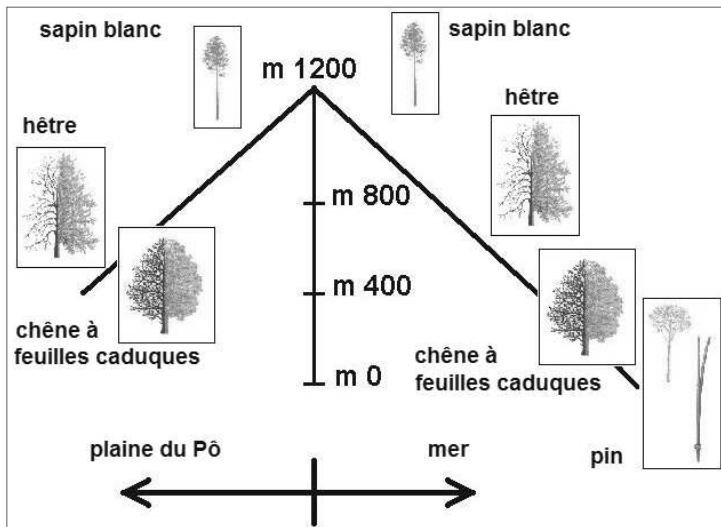 sapin blanc
sapin blanc
m 1200
hêtre
hêtre
m 800
m 400
chêne à
feuilles caduques
chêne à
feuilles caduques
m 0
plaine du Pô
mer
pin